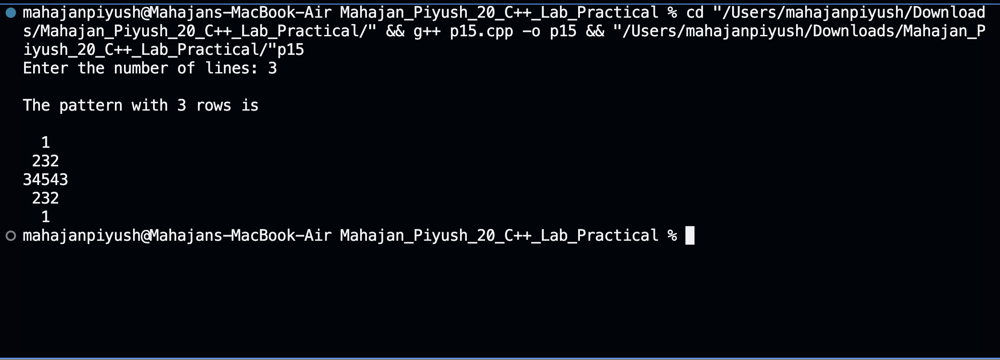 mahajanpiyush@Mahajans-MacBook-Air Mahajan_Piyush_20_C++_Lab_Practical % cd "/Users/mahajanpiyush/Download
s/Mahajan_Piyush_20_C++_Lab_Practical/" && g++ p15.cpp -o p15 && "/Users/mahajanpiyush/Downloads/Mahajan_P
iyush_20_C++_Lab_Practical/"p15
Enter the number of lines: 3

The pattern with 3 rows is

  1
 232
34543
 232
  1
mahajanpiyush@Mahajans-MacBook-Air Mahajan_Piyush_20_C++_Lab_Practical %